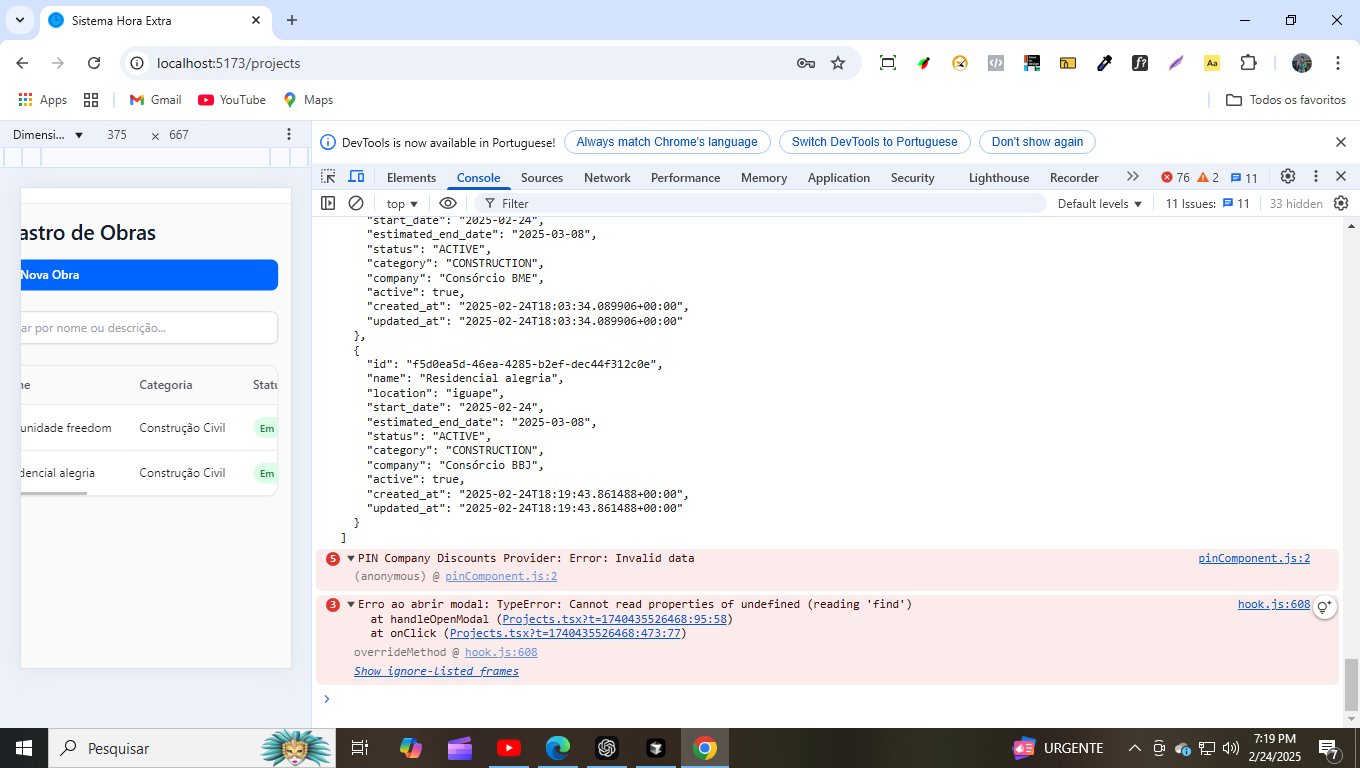 Sistema Hora Extra
localhost:5173/projects
Apps
Gmail
YouTube
Maps
Todos os favoritos
Dimensi...
375
×
667
DevTools is now available in Portuguese!
Always match Chrome's language
Switch DevTools to Portuguese
Don't show again
Elements
Console
Sources
Network
Performance
Memory
Application
Security
Lighthouse
Recorder
76
2
11
top
Filter
Default levels
11 Issues:
11
33 hidden
astro de Obras
Nova Obra
ar por nome ou descrição...
ne
Categoria
Statu
unidade freedom
Construção Civil
Em
dencial alegria
Construção Civil
Em
"start_date": "2025-02-24",
"estimated_end_date": "2025-03-08",
"status": "ACTIVE",
"category": "CONSTRUCTION",
"company": "Consórcio BME",
"active": true,
"created_at": "2025-02-24T18:03:34.089906+00:00",
"updated_at": "2025-02-24T18:03:34.089906+00:00"
},
{
"id": "f5d0ea5d-46ea-4285-b2ef-dec44f312c0e",
"name": "Residencial alegria",
"location": "iguape",
"start_date": "2025-02-24",
"estimated_end_date": "2025-03-08",
"status": "ACTIVE",
"category": "CONSTRUCTION",
"company": "Consórcio BBJ",
"active": true,
"created_at": "2025-02-24T18:19:43.861488+00:00",
"updated_at": "2025-02-24T18:19:43.861488+00:00"
}
]
5 PIN Company Discounts Provider: Error: Invalid data pinComponent.js:2
(anonymous) @ pinComponent.js:2
3 Erro ao abrir modal: TypeError: Cannot read properties of undefined (reading 'find') hook.js:608
at handleOpenModal (Projects.tsx?t=1740435526468:95:58)
at onClick (Projects.tsx?t=1740435526468:473:77)
overrideMethod @ hook.js:608
Show ignore-listed frames
Pesquisar
URGENTE
7:19 PM
2/24/2025
7